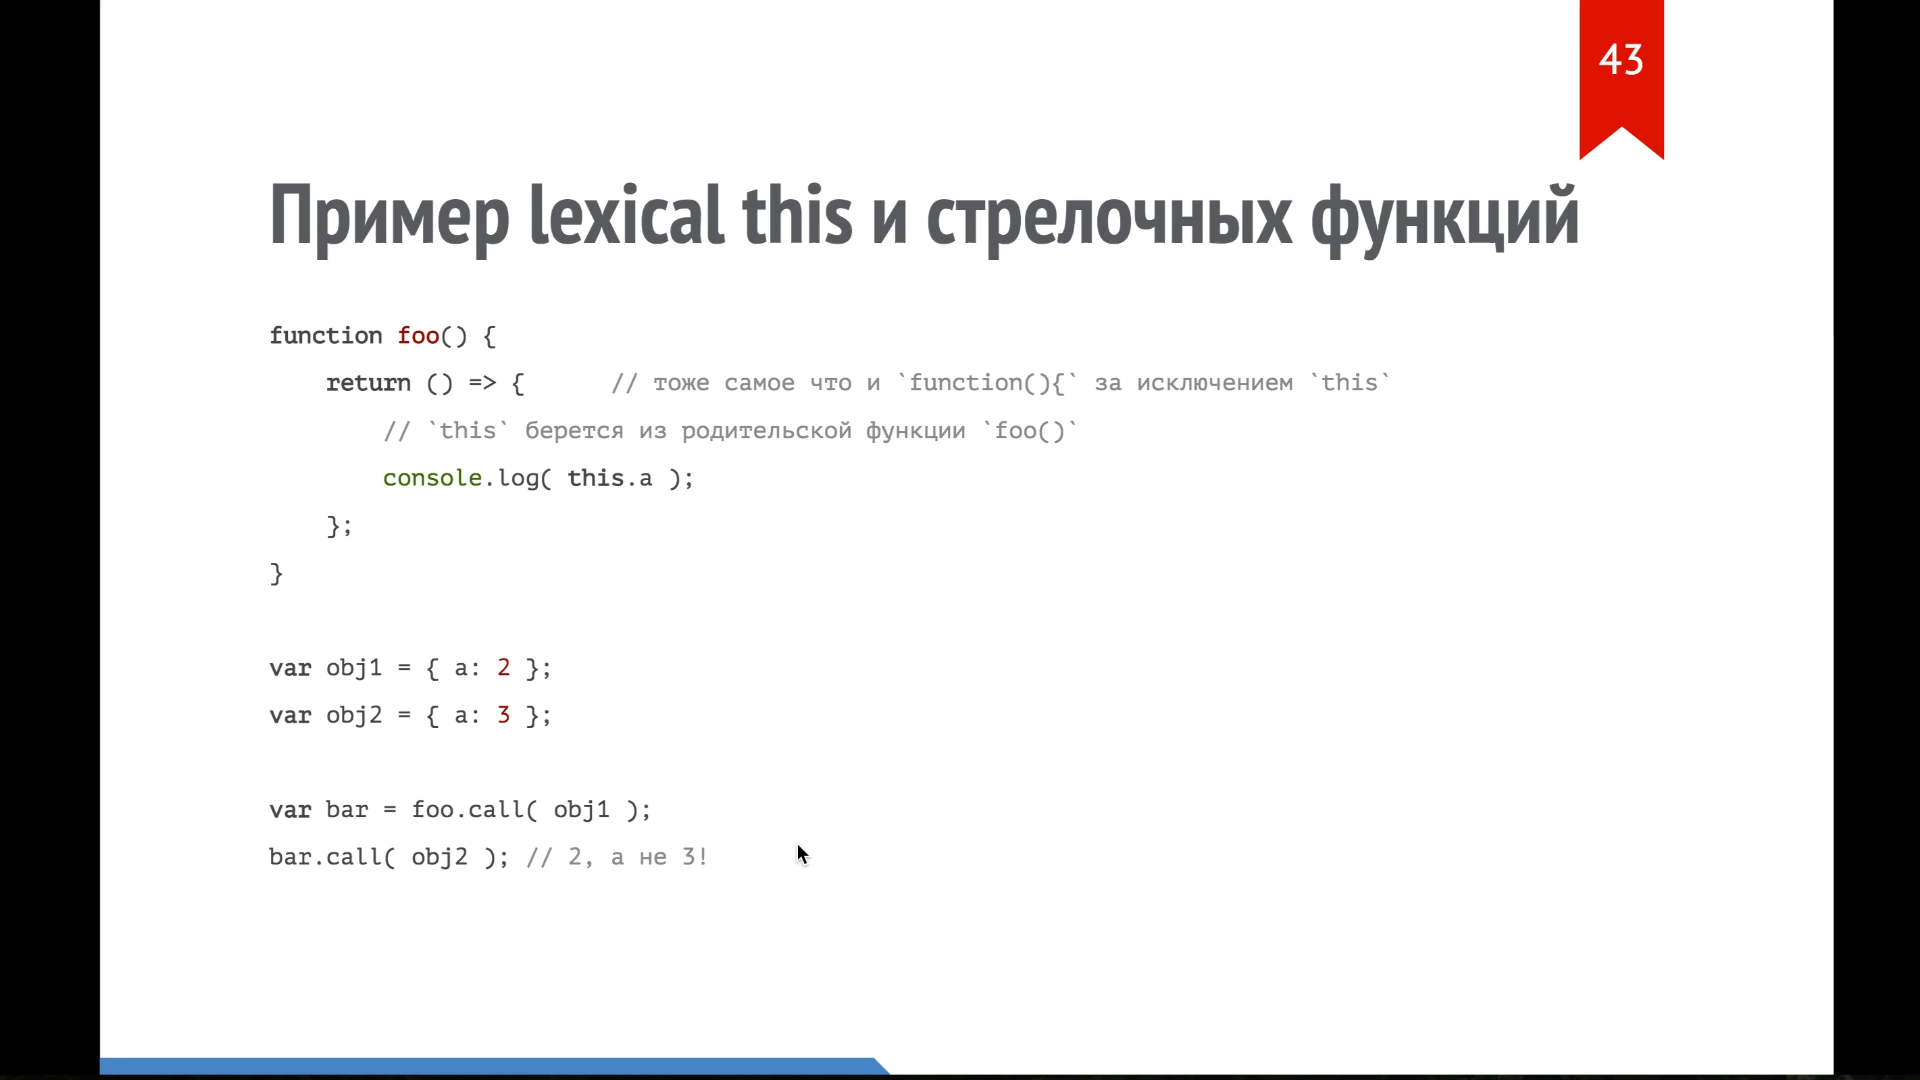 43
Пример lexical this и стрелочных функций
function foo() {
    return () => {      // тоже самое что и `function(){` за исключением `this`
        // `this` берется из родительской функции `foo()`
        console.log( this.a );
    };
}
var obj1 = { a: 2 };
var obj2 = { a: 3 };
var bar = foo.call( obj1 );
bar.call( obj2 ); // 2, а не 3!